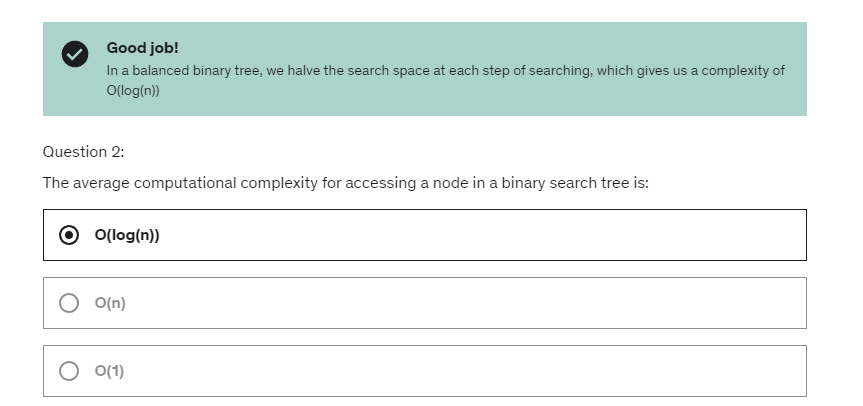 Good job!
In a balanced binary tree, we halve the search space at each step of searching, which gives us a complexity of
O(log(n))
Question 2:
The average computational complexity for accessing a node in a binary search tree is:
O(log(n))
O(n)
O(1)